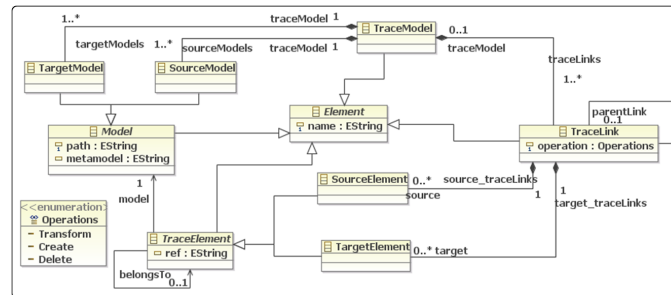 1..* traceModel 1 TraceModel 0..1
targetModels 1..* sourceModels traceModel 1 traceModel
traceLinks
TargetModel SourceModel
1..*
Element
name : EString
parentLink
0..1
Model
path : EString
metamodel : EString
TraceLink
operation : Operations
1
model
SourceElement 0..* source_traceLinks 1
source
1
target_traceLinks
<<enumeration>>
Operations
Transform
Create
Delete
TraceElement
ref : EString
TargetElement 0..* target
belongsTo
0..1